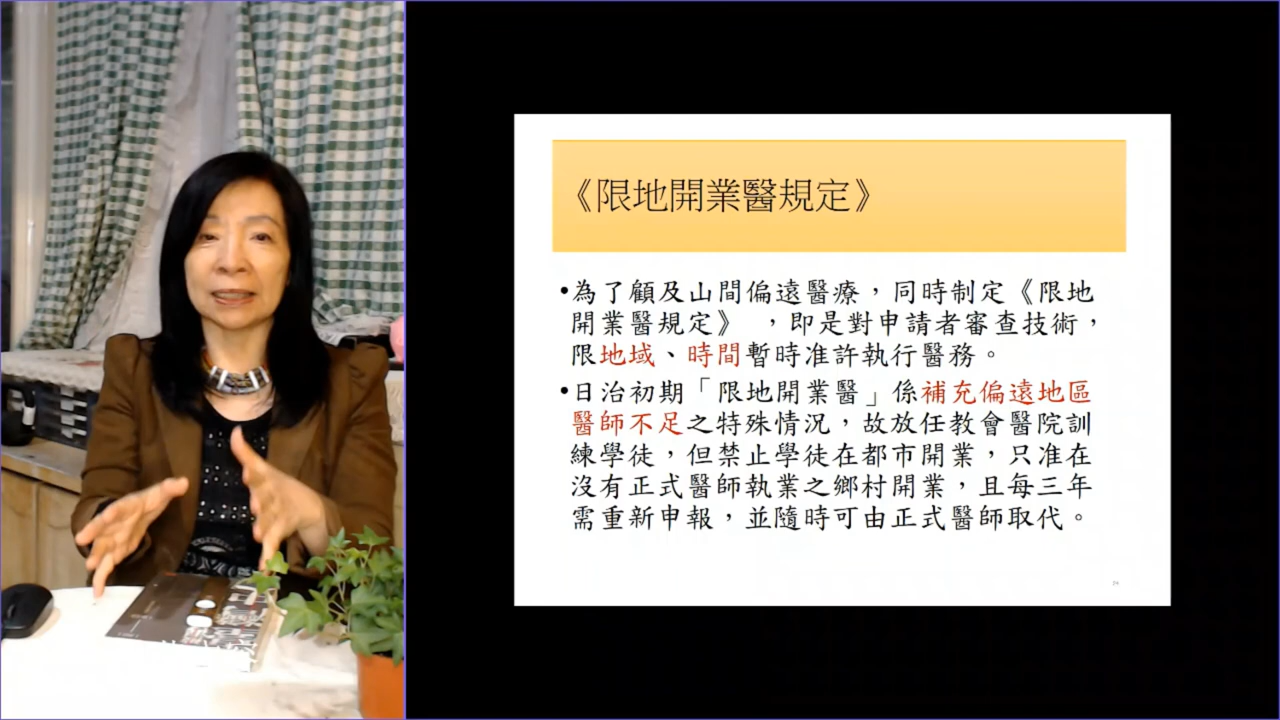 《限地開業醫規定》
•為了顧及山間偏遠醫療，同時制定《限地
開業醫規定》 ，即是對申請者審查技術，
限地域、時間暫時准許執行醫務。
•日治初期「限地開業醫」係補充偏遠地區
醫師不足之特殊情況，故放任教會醫院訓
練學徒，但禁止學徒在都市開業，只准在
沒有正式醫師執業之鄉村開業，且每三年
需重新申報，並隨時可由正式醫師取代。